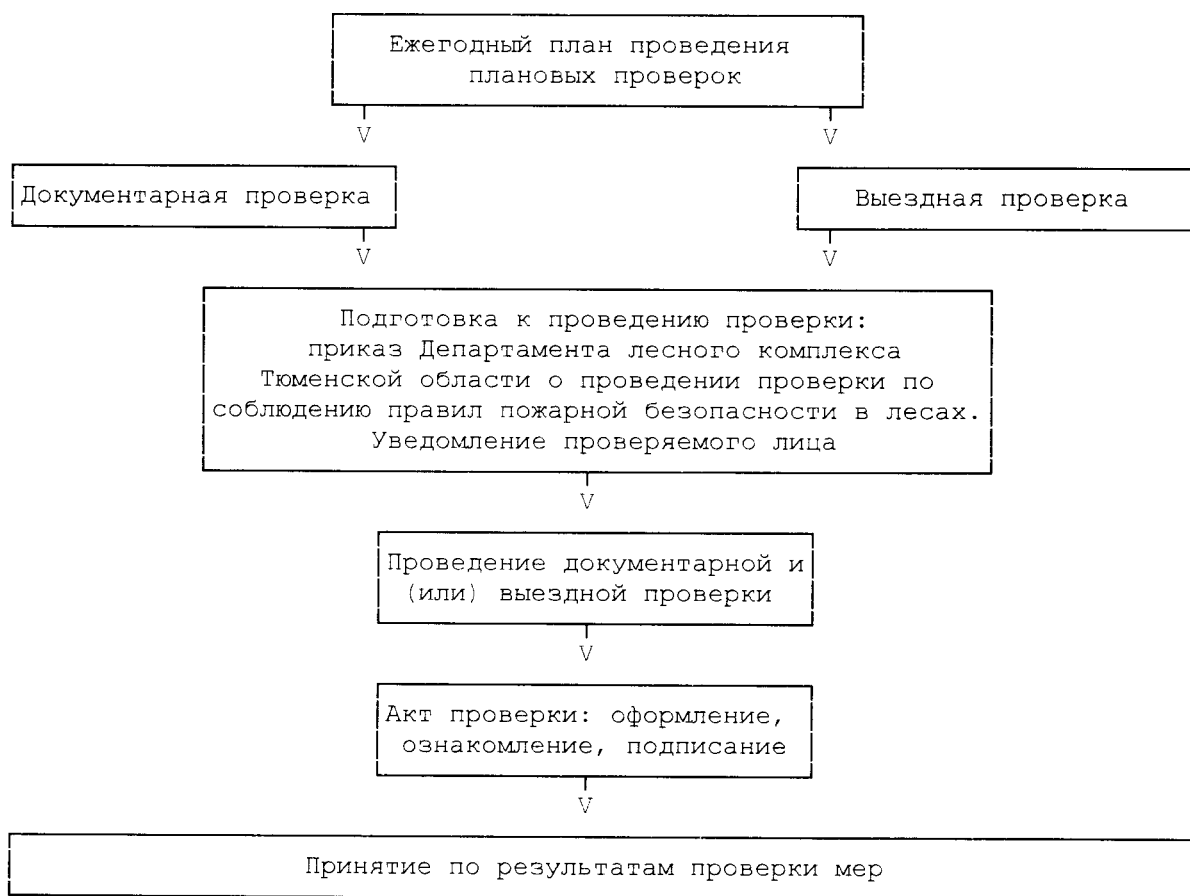 Ежегодный план проведения
плановых проверок
V V
Документарная проверка
Выездная проверка
V V
Подготовка к проведению проверки:
приказ Департамента лесного комплекса
Тюменской области о проведении проверки по
соблюдению правил пожарной безопасности в лесах.
Уведомление проверяемого лица
V
Проведение документарной и
(или) выездной проверки
V
Акт проверки: оформление,
ознакомление, подписание
V
Принятие по результатам проверки мер